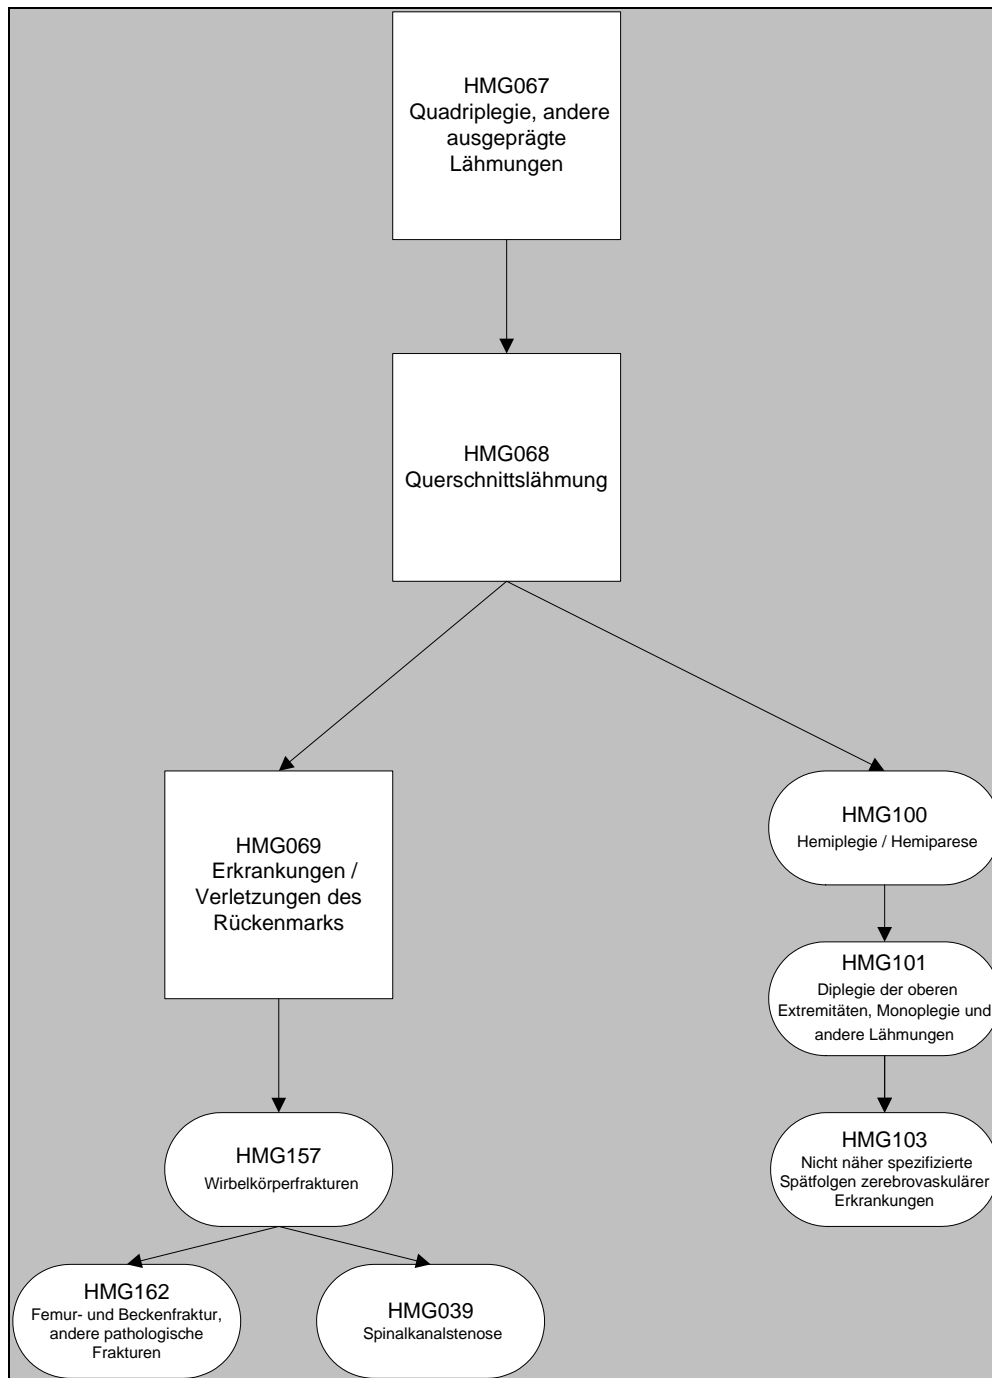 HMG067
Quadriplegie, andere
ausgeprägte
Lähmungen
HMG068
Querschnittslähmung
HMG069
Erkrankungen /
Verletzungen des
Rückenmarks
HMG100
Hemiplegie / Hemiparese
HMG101
Diplegie der oberen
Extremitäten, Monoplegie und
andere Lähmungen
HMG157
Wirbelkörperfrakturen
HMG103
Nicht näher spezifizierte
Spätfolgen zerebrovaskulärer
Erkrankungen
HMG162
Femur- und Beckenfraktur,
andere pathologische
Frakturen
HMG039
Spinalkanalstenose